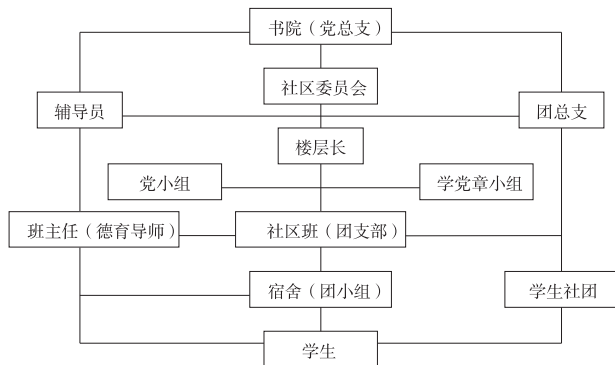 书院（党总支）
社区委员会
辅导员
团总支
楼层长
党小组
学党章小组
班主任（德育导师）
社区班（团支部）
宿舍（团小组）
学生社团
学生